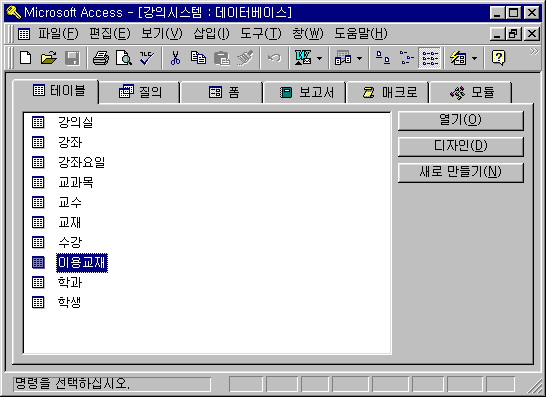 Microsoft Access - [강의시스템 : 데이터베이스]
파일(F) 편집(E) 보기(V) 삽입(I) 도구(T) 창(W) 도움말(H)
테이블 질의 폼 보고서 매크로 모듈
강의실
강좌
강좌요일
교과목
교수
교재
수강
이용교재
학과
학생
열기(O)
디자인(D)
새로 만들기(N)
명령을 선택하십시오.